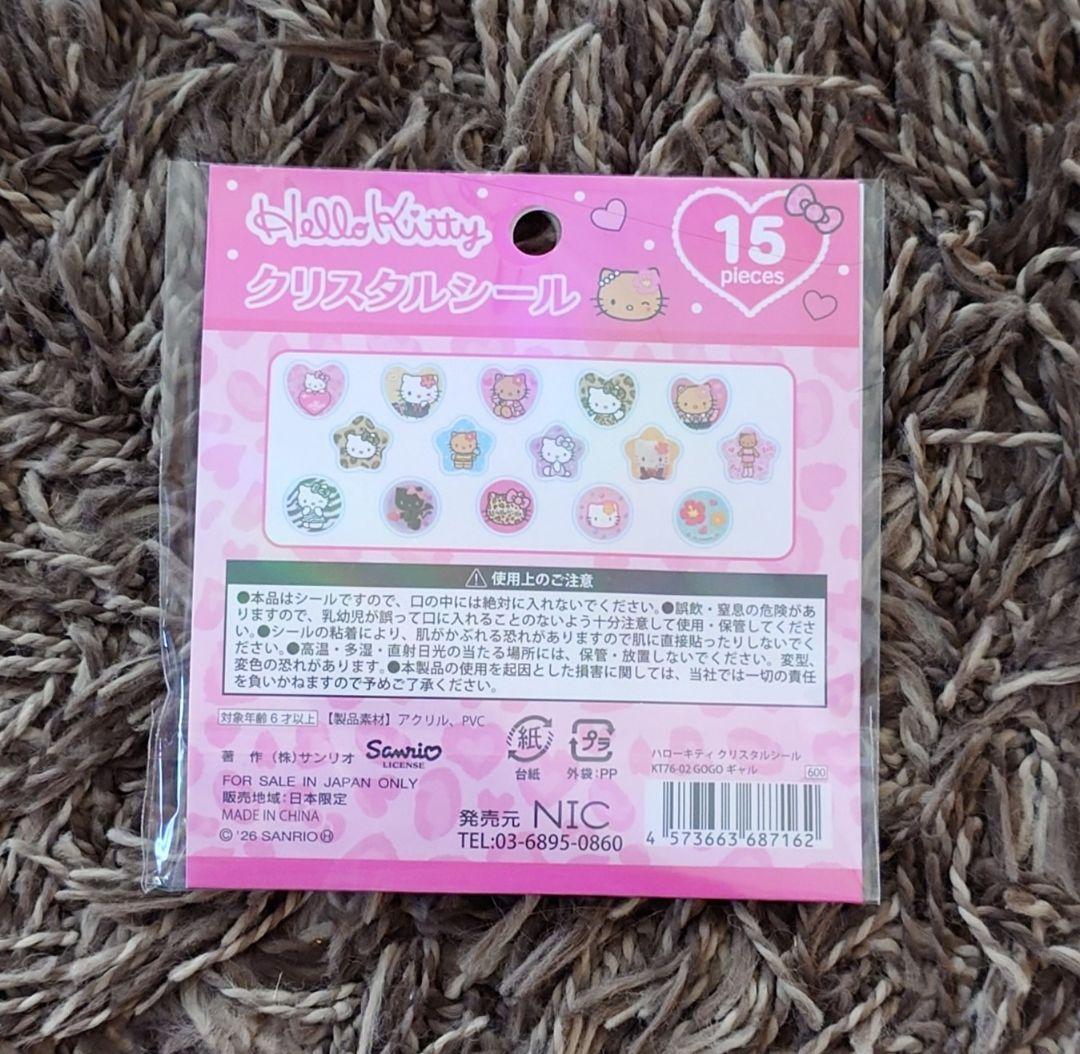 Hello Kitty
クリスタルシール
15
pieces
⚠ 使用上のご注意
●本品はシールですので、口の中には絶対に入れないでください。●誤飲・窒息の危険があ
りますので、乳幼児が誤って口に入れることのないよう十分注意して使用・保管してくださ
い。●シールの粘着により、肌がかぶれる恐れがありますので肌に直接貼ったりしないでく
ださい。●高温・多湿・直射日光の当たる場所には、保管・放置しないでください。変型、
変色の恐れがあります。●本製品の使用を起因とした損害に関しては、当社では一切の責任
を負いかねますので予めご了承ください。
対象年齢6才以上 【製品素材】アクリル、PVC
著 作 (株)サンリオ Sanrio
LICENSE
FOR SALE IN JAPAN ONLY
販売地域:日本限定
MADE IN CHINA
© '26 SANRIO Ⓗ
紙
台紙
プラ
外袋:PP
発売元 NIC
TEL:03-6895-0860
ハローキティ クリスタルシール
KT76-02 GOGO ギャル 600
4 573663 687162